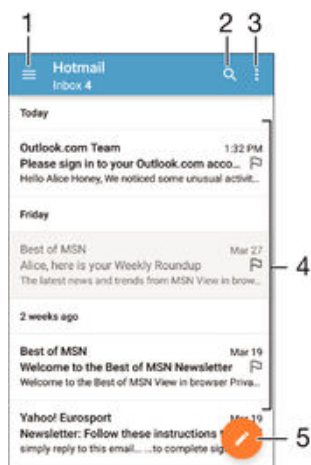 1 2 3
Hotmail
Inbox 4
Today
Outlook.com Team 1:32 PM
Please sign in to your Outlook.com acco...
Hello Alice Honey, We noticed some unusual activit...
Friday
Best of MSN Mar 27
Alice, here is your Weekly Roundup
The latest news and trends from MSN View in brow...
4
2 weeks ago
Best of MSN Mar 19
Welcome to the Best of MSN Newsletter
Welcome to the Best of MSN View in browser Priva...
Yahoo! Eurosport Mar 19
Newsletter: Follow these instructions
simply reply to this email... ...to complete
5